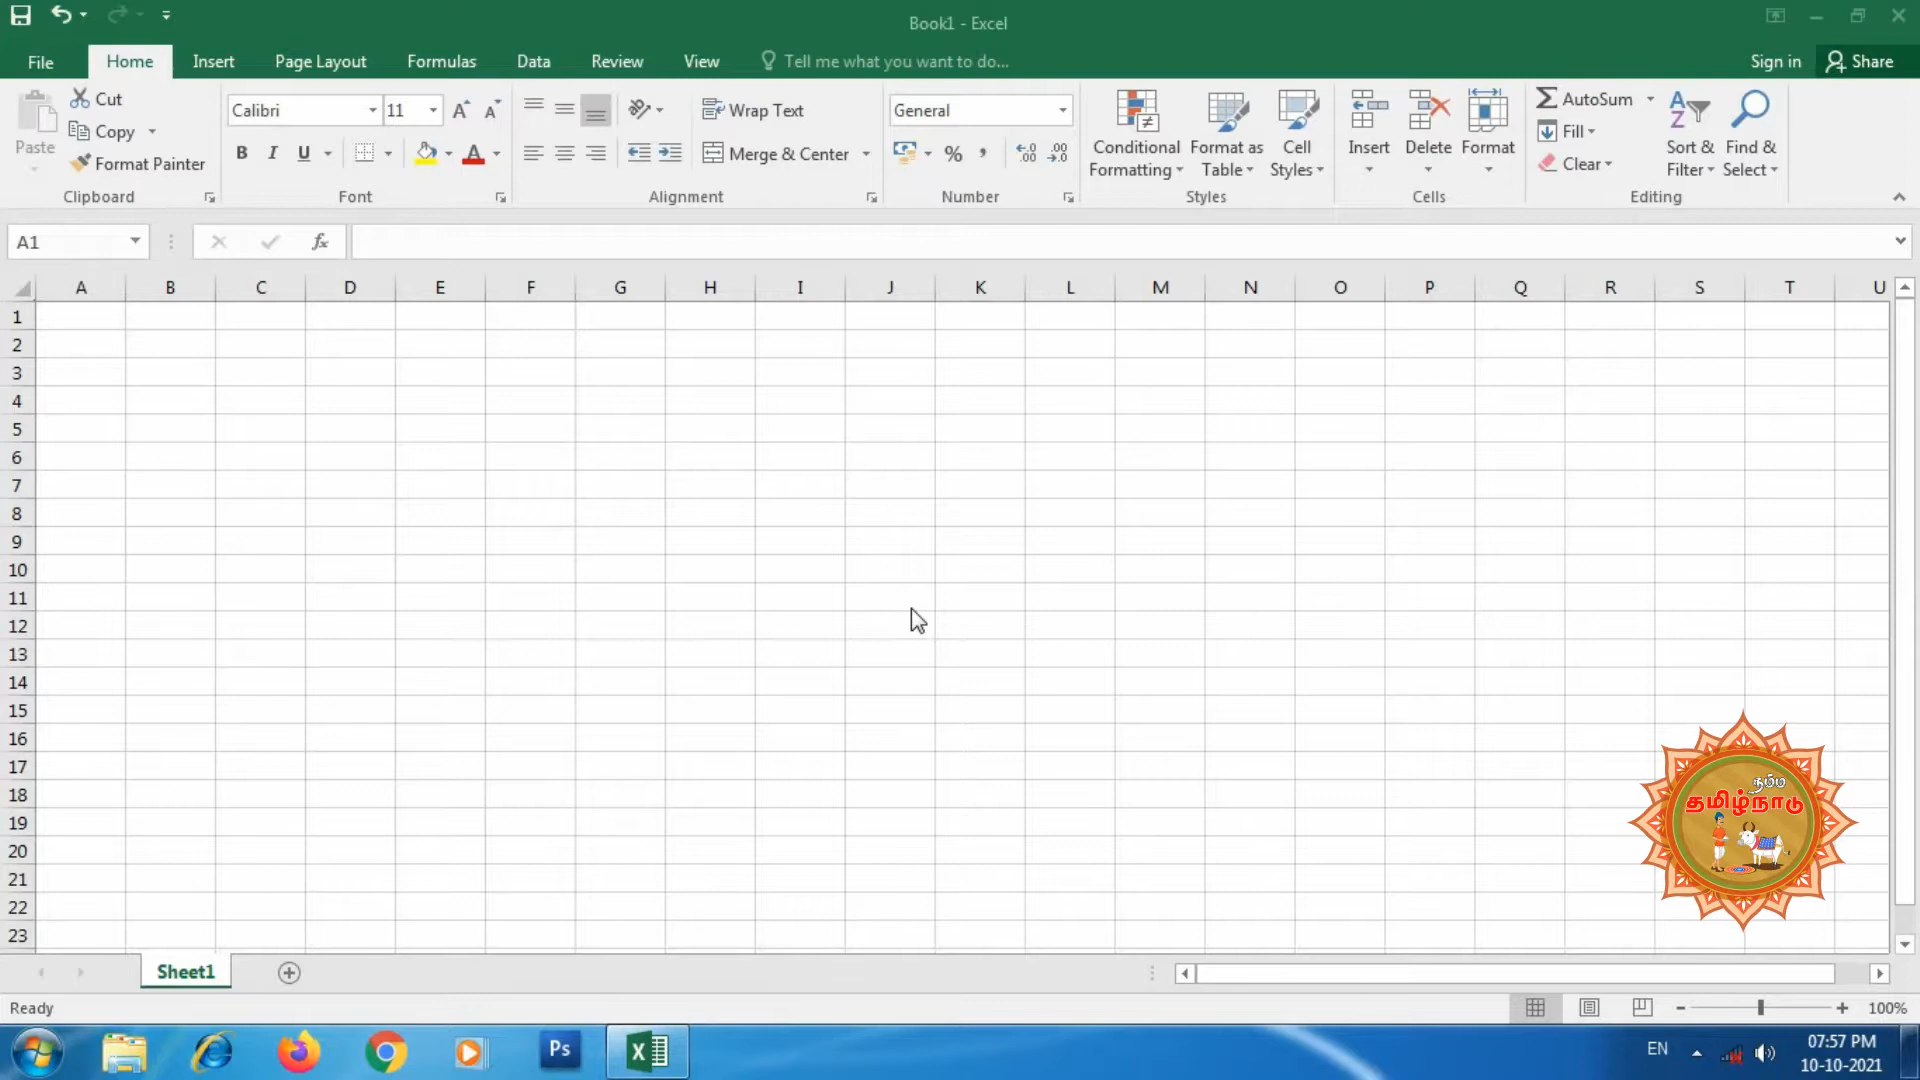 Book1 - Excel
File Home Insert Page Layout Formulas Data Review View Tell me what you want to do... Sign in Share
Paste
Cut
Copy
Format Painter
Clipboard
Calibri 11
B I U A
Font
Wrap Text
Merge & Center
Alignment
General
% ,
Number
Conditional Formatting
Format as Table
Cell Styles
Styles
Insert Delete Format
Cells
AutoSum
Fill
Clear
Sort & Filter
Find & Select
Editing
A1 fx
A B C D E F G H I J K L M N O P Q R S T U
1
2
3
4
5
6
7
8
9
10
11
12
13
14
15
16
17
18
19
20
21
22
23
நம்ம
தமிழ்நாடு
Sheet1
Ready 100%
Ps EN 07:57 PM
10-10-2021